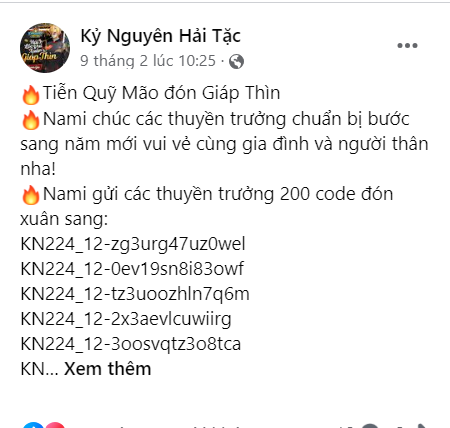 Kỷ Nguyên Hải Tặc
9 tháng 2 lúc 10:25 ·
🔥Tiễn Quỹ Mão đón Giáp Thìn
🔥Nami chúc các thuyền trưởng chuẩn bị bước
sang năm mới vui vẻ cùng gia đình và người thân
nha!
🔥Nami gửi các thuyền trưởng 200 code đón
xuân sang:
KN224_12-zg3urg47uz0wel
KN224_12-0ev19sn8i83owf
KN224_12-tz3uoozhln7q6m
KN224_12-2x3aevlcuwiirg
KN224_12-3oosvqtz3o8tca
KN... Xem thêm